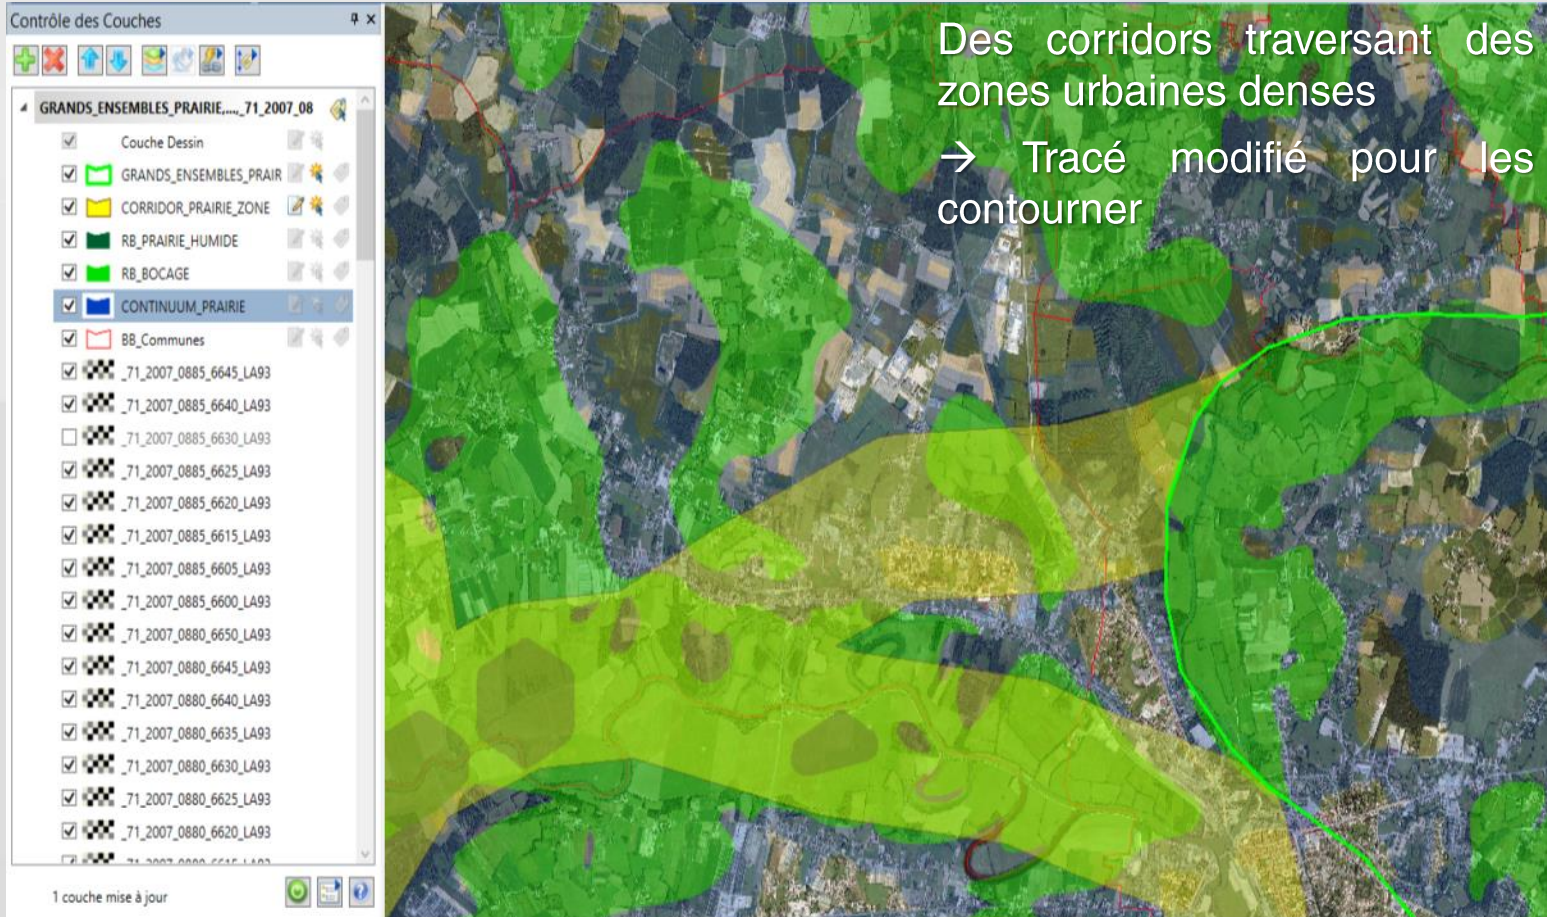 Contrôle des Couches
GRANDS_ENSEMBLES_PRAIRIE,...,_71_2007_08
Couche Dessin
GRANDS_ENSEMBLES_PRAIR
CORRIDOR_PRAIRIE_ZONE
RB_PRAIRIE_HUMIDE
RB_BOCAGE
CONTINUUM_PRAIRIE
BB_Communes
_71_2007_0885_6645_LA93
_71_2007_0885_6640_LA93
_71_2007_0885_6630_LA93
_71_2007_0885_6625_LA93
_71_2007_0885_6620_LA93
_71_2007_0885_6615_LA93
_71_2007_0885_6605_LA93
_71_2007_0885_6600_LA93
_71_2007_0880_6650_LA93
_71_2007_0880_6645_LA93
_71_2007_0880_6640_LA93
_71_2007_0880_6635_LA93
_71_2007_0880_6630_LA93
_71_2007_0880_6625_LA93
_71_2007_0880_6620_LA93
1 couche mise à jour
Des corridors traversant des
zones urbaines denses
→ Tracé modifié pour les
contourner